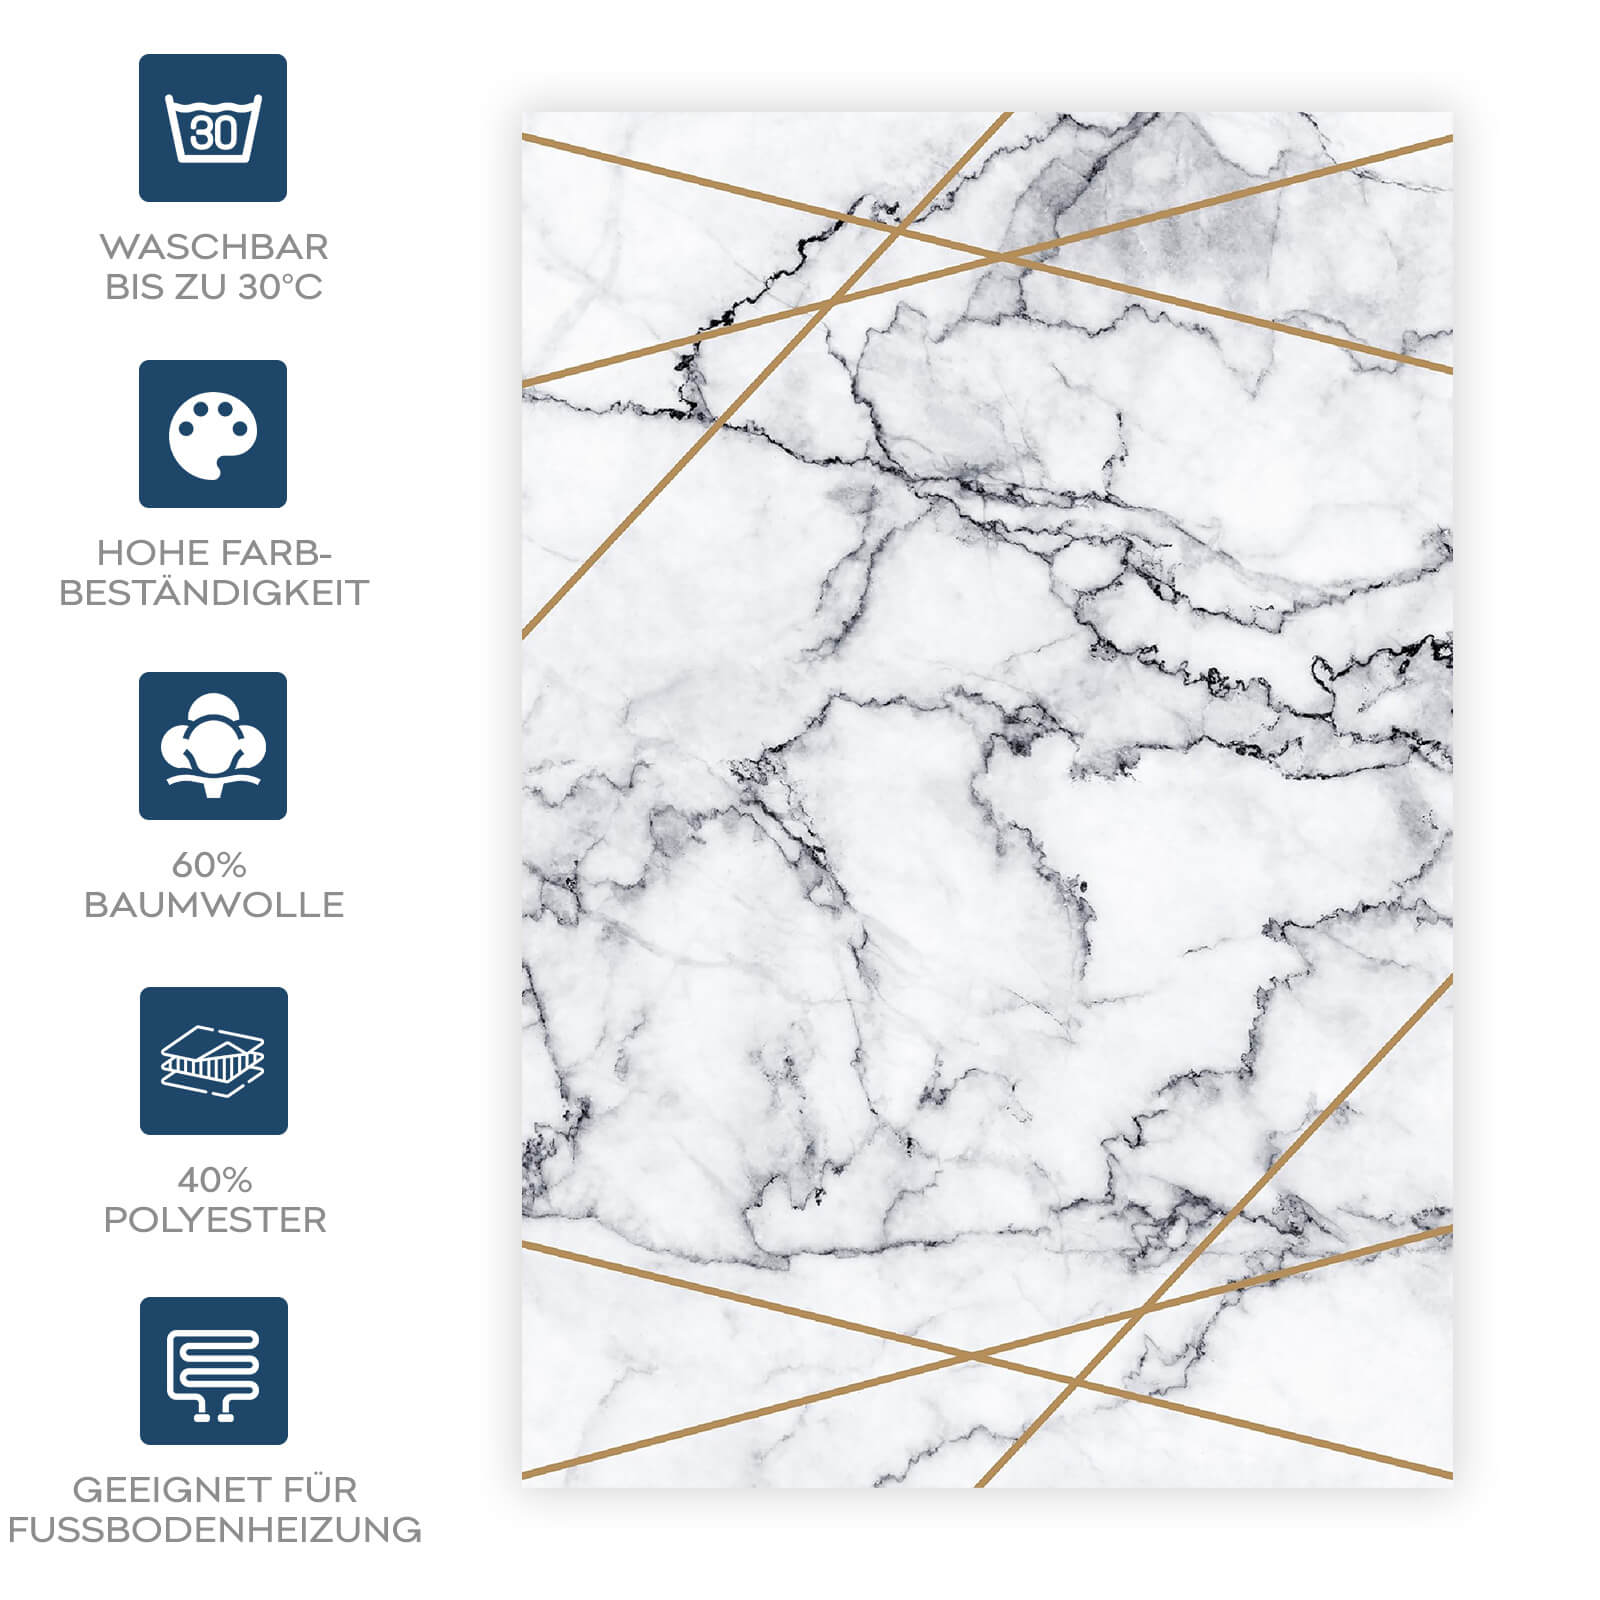 30
WASCHBAR
BIS ZU 30°C
HOHE FARB-
BESTÄNDIGKEIT
60%
BAUMWOLLE
40%
POLYESTER
GEEIGNET FÜR
FUSSBODENHEIZUNG